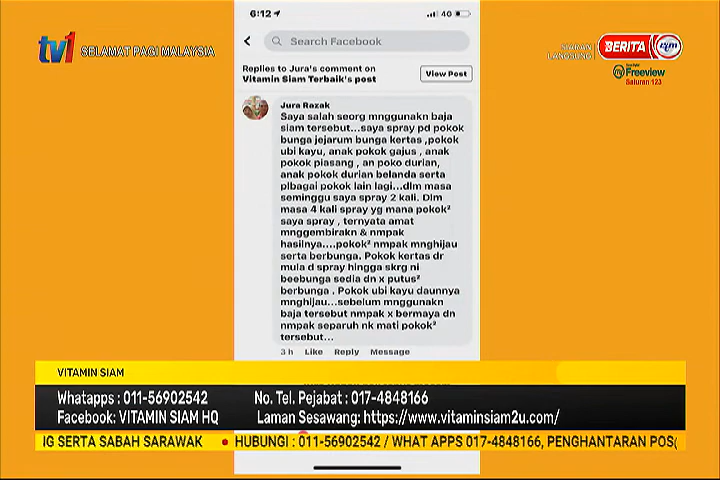 6:12
4G
tv1
SELAMAT PAGI MALAYSIA
Search Facebook
SIARAN
LANGSUNG
BERITA
rtm
Freeview
Saluran 123
Replies to Jura's comment on
Vitamin Siam Terbaik's post
View Post
Jura Razak
Saya salah seorg mnggunakn baja
siam tersebut...saya spray pd pokok
bunga jejarum bunga kertas ,pokok
ubi kayu, anak pokok gajus , anak
pokok piasang , an poko durian,
anak pokok durian belanda serta
plbagai pokok lain lagi...dlm masa
seminggu saya spray 2 kali. Dlm
masa 4 kali spray yg mana pokok²
saya spray , ternyata amat
mnggembirakn & nmpak
hasilnya....pokok² nmpak mnghijau
serta berbunga. Pokok kertas dr
mula d spray hingga skrg ni
beebunga sedia dn x putus²
berbunga . Pokok ubi kayu daunnya
mnghijau...sebelum mnggunakn
baja tersebut nmpak x bermaya dn
nmpak separuh nk mati pokok²
tersebut...
3 h Like Reply Message
VITAMIN SIAM
Whatapps : 011-56902542
No. Tel. Pejabat : 017-4848166
Facebook: VITAMIN SIAM HQ
Laman Sesawang: https://www.vitaminsiam2u.com/
IG SERTA SABAH SARAWAK • HUBUNGI : 011-56902542 / WHAT APPS 017-4848166, PENGHANTARAN POS(